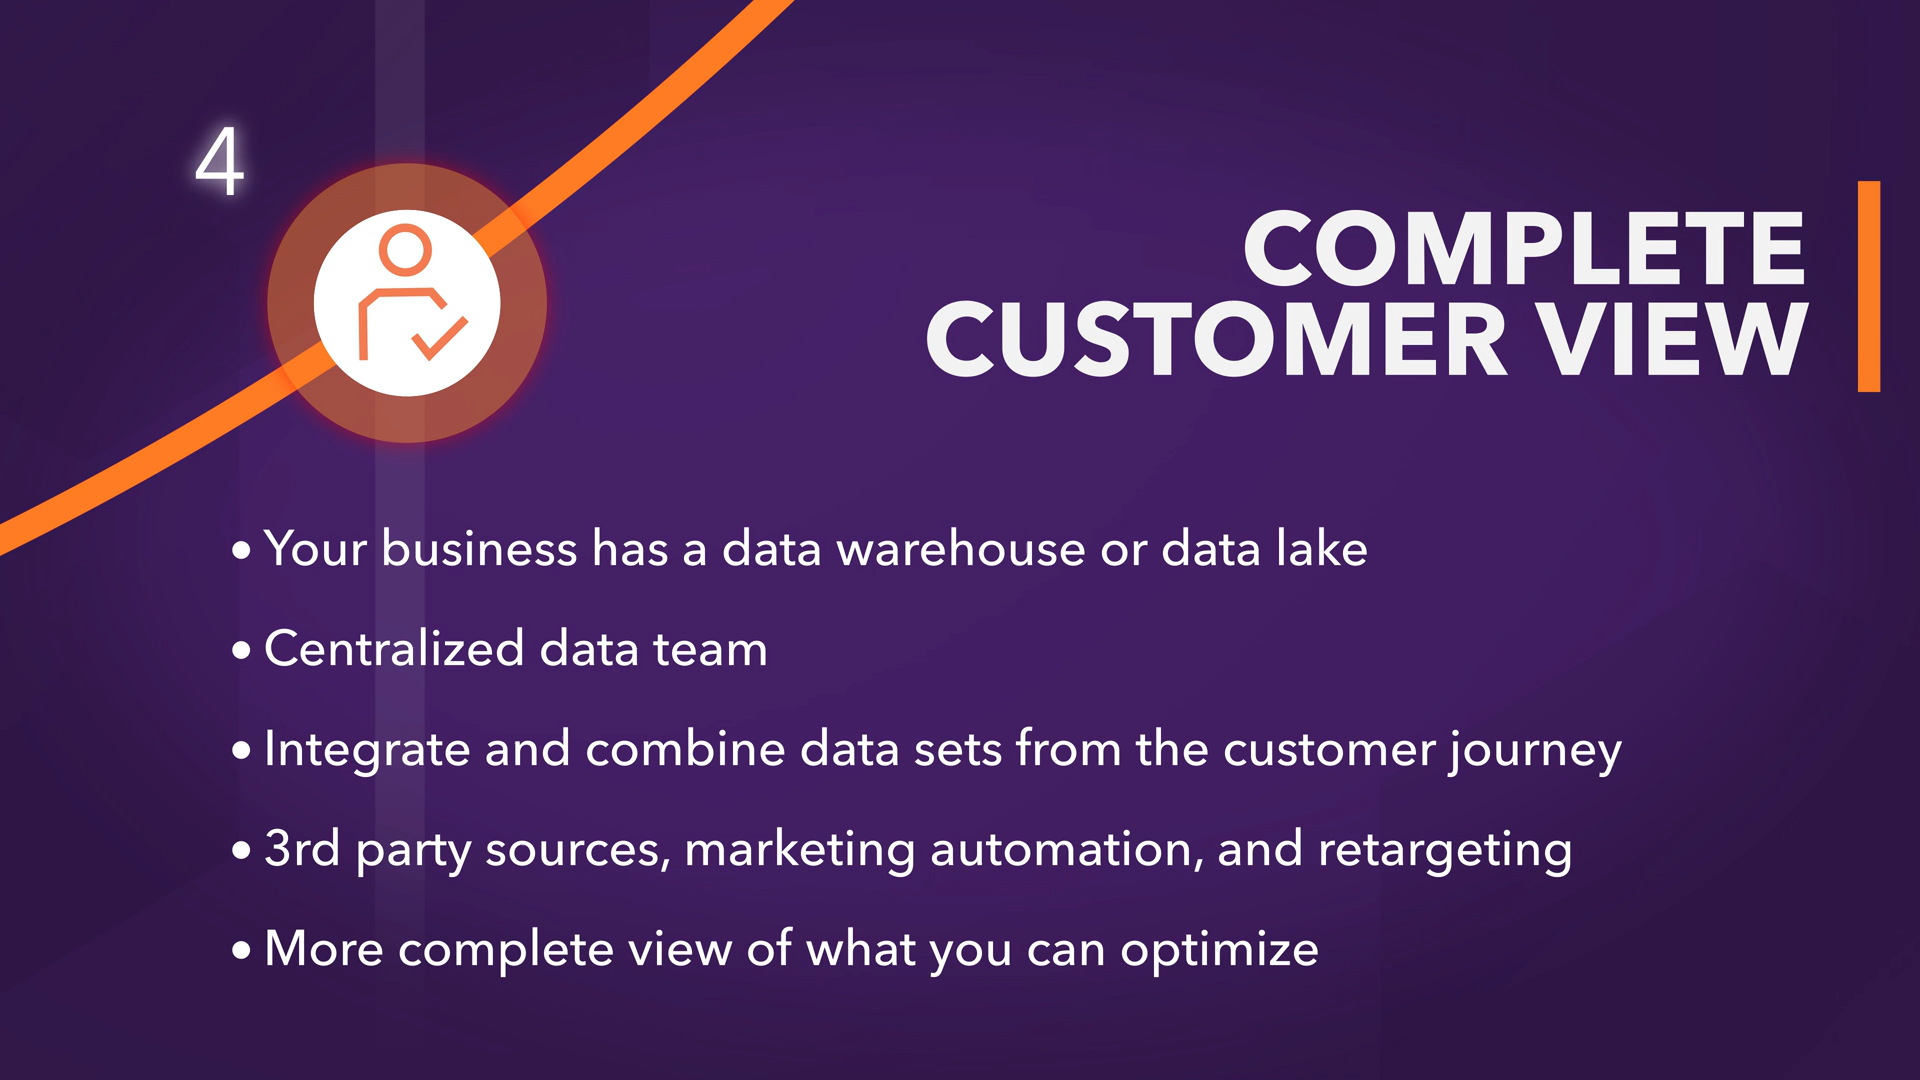 4
COMPLETE
CUSTOMER VIEW
• Your business has a data warehouse or data lake
• Centralized data team
• Integrate and combine data sets from the customer journey
• 3rd party sources, marketing automation, and retargeting
• More complete view of what you can optimize